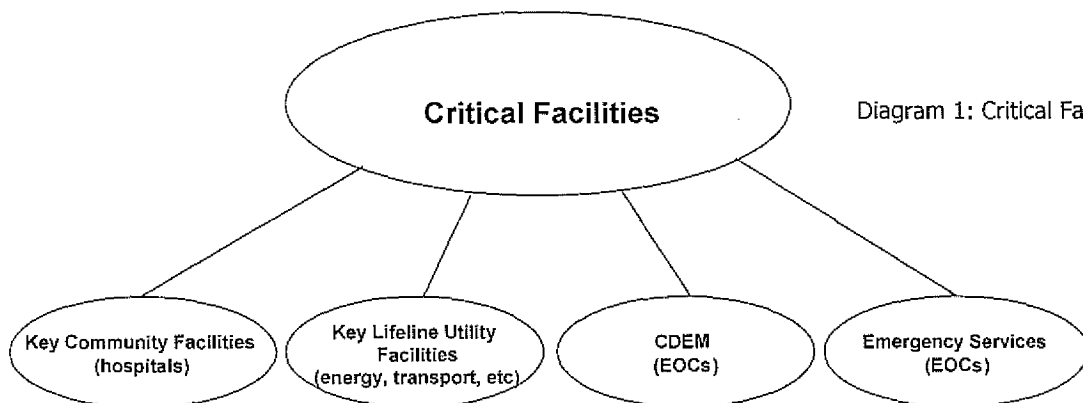 Critical Facilities
Diagram 1: Critical Fa
Key Community Facilities
(hospitals)
Key Lifeline Utility
Facilities
(energy, transport, etc)
CDEM
(EOCs)
Emergency Services
(EOCs)